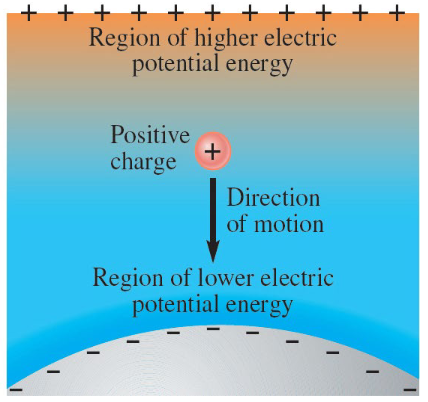 + + + + + + + + + + +
Region of higher electric
potential energy
Positive
charge
+
Direction
of motion
Region of lower electric
potential energy
− − − − − − − − − − −